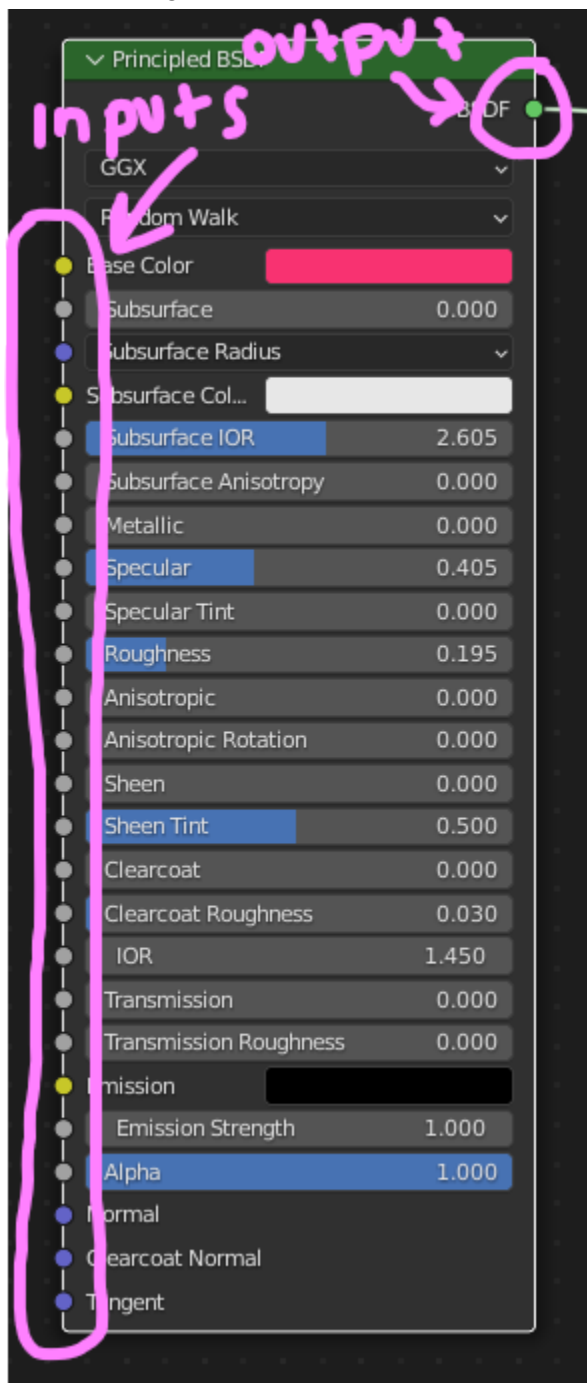 output
Principled BSDF
Inputs
BSDF
GGX
Random Walk
Base Color
Subsurface 0.000
Subsurface Radius
Subsurface Col...
Subsurface IOR 2.605
Subsurface Anisotropy 0.000
Metallic 0.000
Specular 0.405
Specular Tint 0.000
Roughness 0.195
Anisotropic 0.000
Anisotropic Rotation 0.000
Sheen 0.000
Sheen Tint 0.500
Clearcoat 0.000
Clearcoat Roughness 0.030
IOR 1.450
Transmission 0.000
Transmission Roughness 0.000
Emission
Emission Strength 1.000
Alpha 1.000
Normal
Clearcoat Normal
Tangent